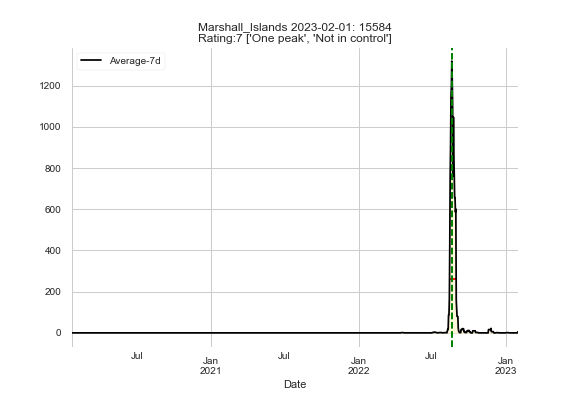 Marshall_Islands 2023-02-01: 15584
Rating:7 ['One peak', 'Not in control']
Average-7d
1200
1000
800
600
400
200
0
Jul
Jan
2021
Jul
Jan
2022
Jul
Jan
2023
Date